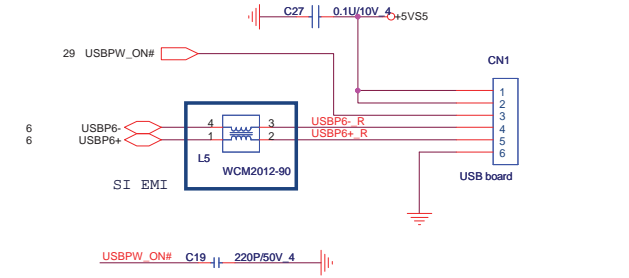 C27 0.1U/10V_4 +5VS5
29 USBPW_ON#
CN1
1
2
3
4
5
6
USB board
6 USBP6- 4 3 USBP6-_R
6 USBP6+ 1 2 USBP6+_R
L5
WCM2012-90
SI EMI
USBPW_ON# C19 220P/50V_4